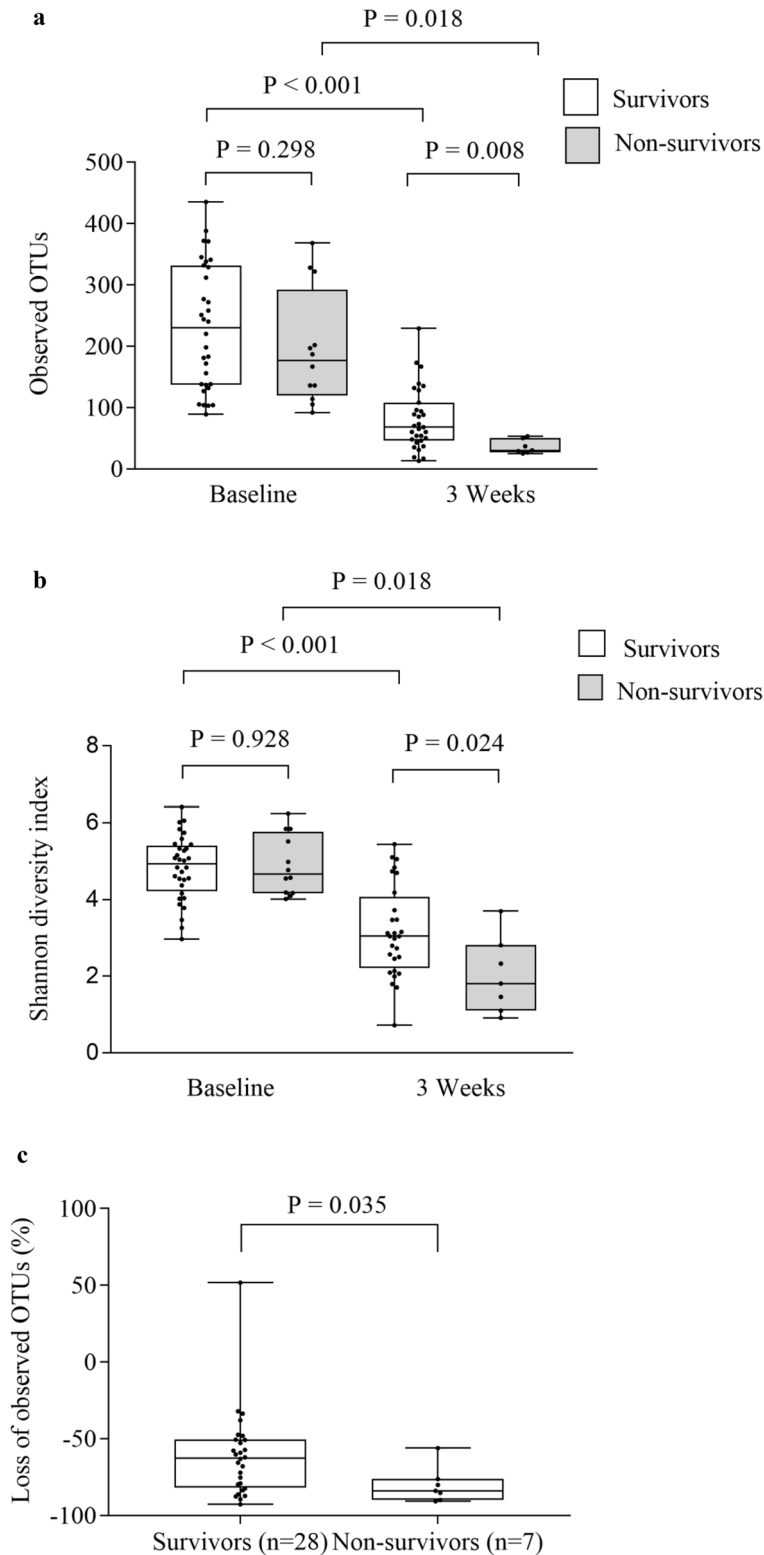 a
P = 0.018
P < 0.001
Survivors
P = 0.298
P = 0.008
Non-survivors
500
400
300
200
100
0
Observed OTUs
Baseline
3 Weeks
b
P = 0.018
P < 0.001
Survivors
Non-survivors
P = 0.928
P = 0.024
8
6
4
2
0
Shannon diversity index
Baseline
3 Weeks
c
P = 0.035
100
50
0
-50
-100
Loss of observed OTUs (%)
Survivors (n=28)
Non-survivors (n=7)